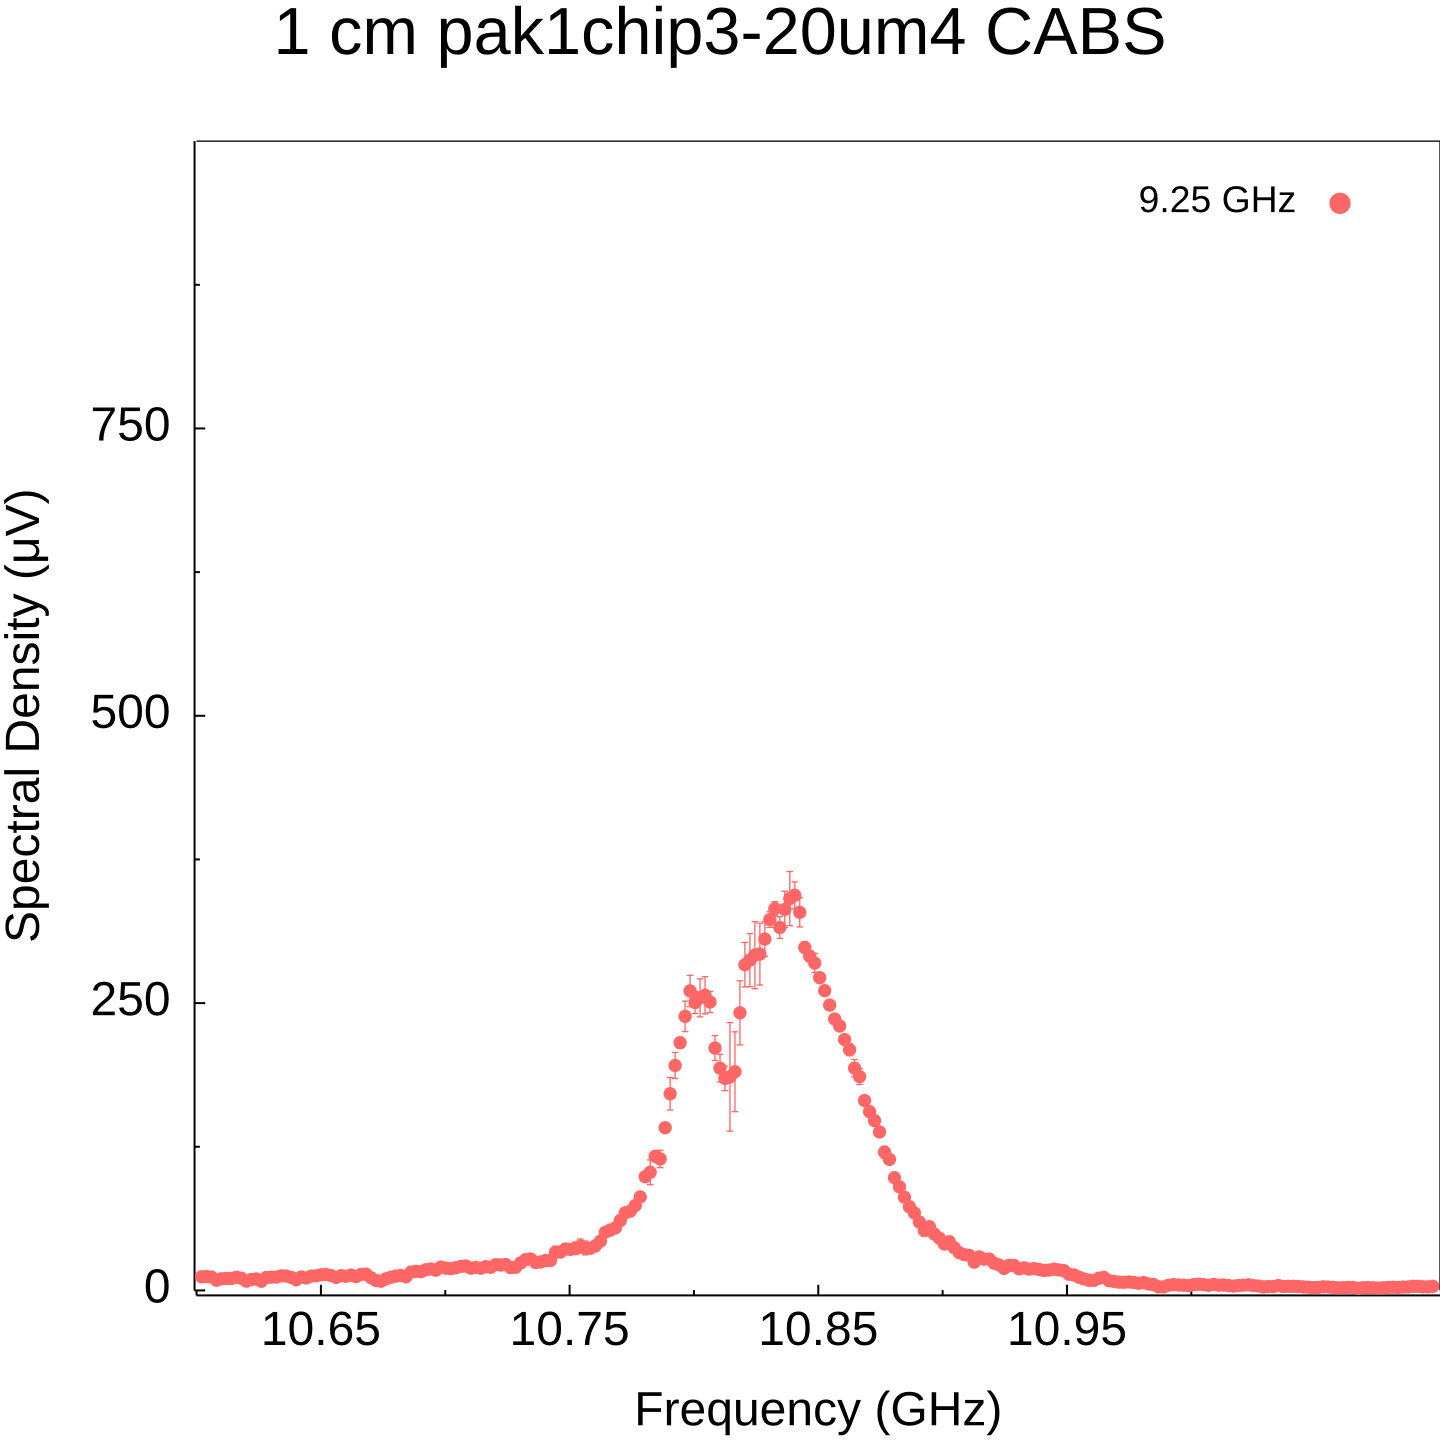 1 cm pak1chip3-20um4 CABS
9.25 GHz
750
500
250
0
Spectral Density (μV)
10.65 10.75 10.85 10.95
Frequency (GHz)